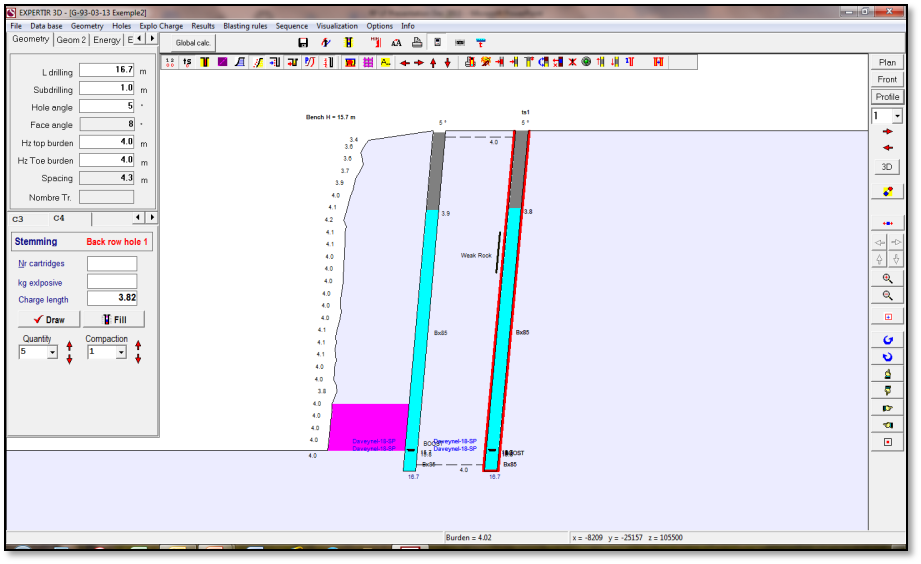 EXPERTIR 3D - [G-93-03-13 Exemple2]
File Data base Geometry Holes Explo Charge Results Blasting rules Sequence Visualization Options Info
Geometry Geom 2 Energy E
Global calc.
L drilling 16.7 m
Subdrilling 1.0 m
Hole angle 5 °
Face angle 8 °
Hz top burden 4.0 m
Hz Toe burden 4.0 m
Spacing 4.3 m
Nombre Tr.
C3 C4
Stemming Back row hole 1
Nr cartridges
kg exlposive
Charge length 3.82
Draw Fill
Quantity Compaction
5 1
Plan
Front
Profile
1
3D
Bench H = 15.7 m
5 °
ts1
5 °
3.4
4.0
3.5
3.6
3.7
3.9
4.0
4.1
3.9
3.8
4.2
4.1
4.1
4.0
Weak Rock
4.0
4.0
4.0
4.0
4.0
4.1
Bx85
Bx85
4.1
4.1
4.0
4.0
3.8
4.0
4.0
4.0
4.0
Daveynel-18-SP
BOOST
Daveynel-18-SP
Daveynel-18-SP
Daveynel-18-SP
4.0
Bx85
4.0
Bx85
16.7
16.7
Burden = 4.02
x = -8209 y = -25157 z = 105500